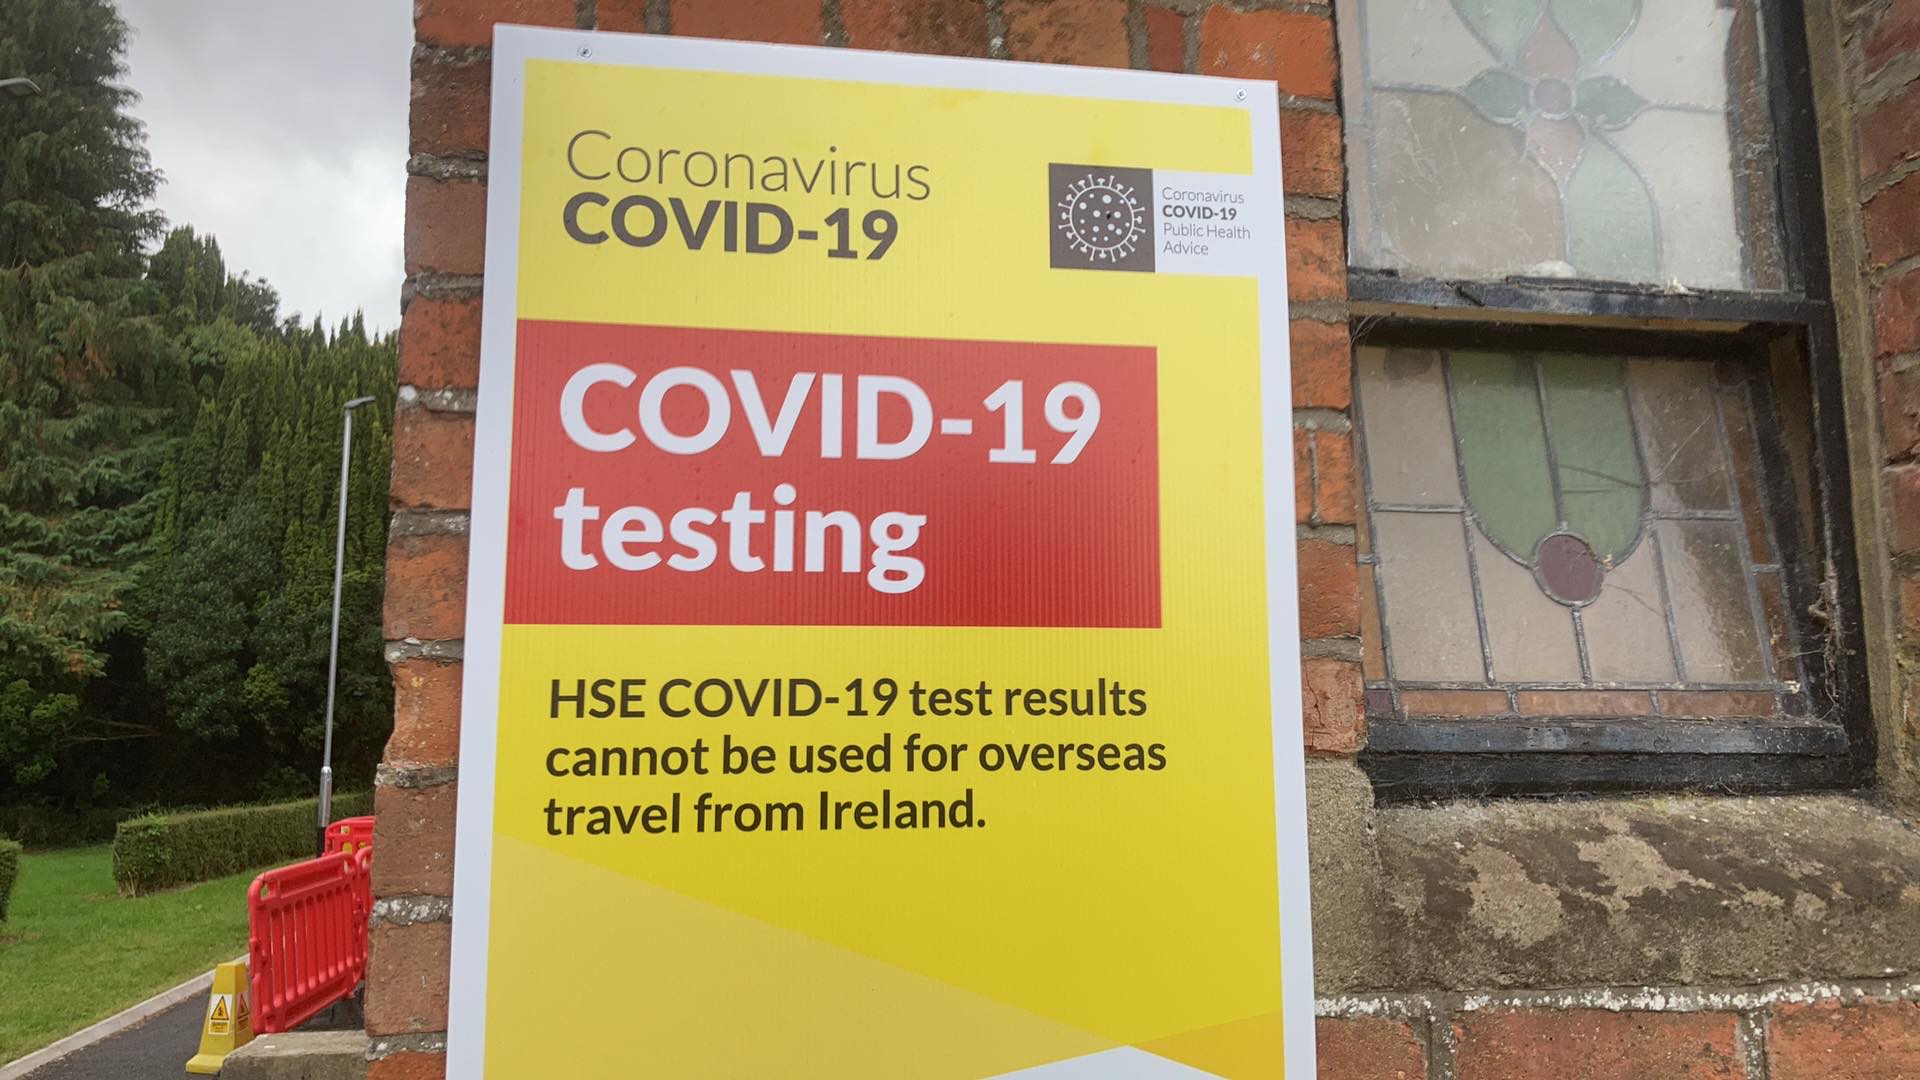 Coronavirus
COVID-19
Coronavirus
COVID-19
Public Health
Advice
COVID-19
testing
HSE COVID-19 test results
cannot be used for overseas
travel from Ireland.